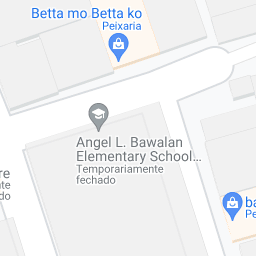 Betta mo Betta ko
Peixaria
Angel L. Bawalan
Elementary School...
Temporariamente
fechado